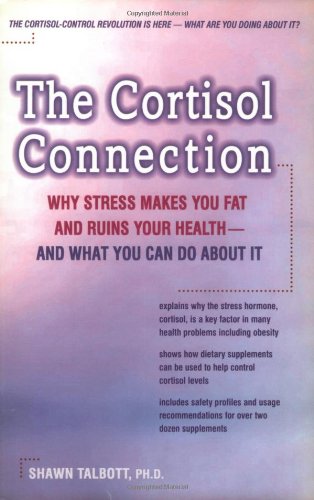 THE CORTISOL-CONTROL REVOLUTION IS HERE — WHAT ARE YOU DOING ABOUT IT?
The Cortisol
Connection
WHY STRESS MAKES YOU FAT
AND RUINS YOUR HEALTH—
AND WHAT YOU CAN DO ABOUT IT
explains why the stress hormone,
cortisol, is a key factor in many
health problems including obesity
shows how dietary supplements
can be used to help control
cortisol levels
includes safety profiles and usage
recommendations for over two
dozen supplements
SHAWN TALBOTT, PH.D.